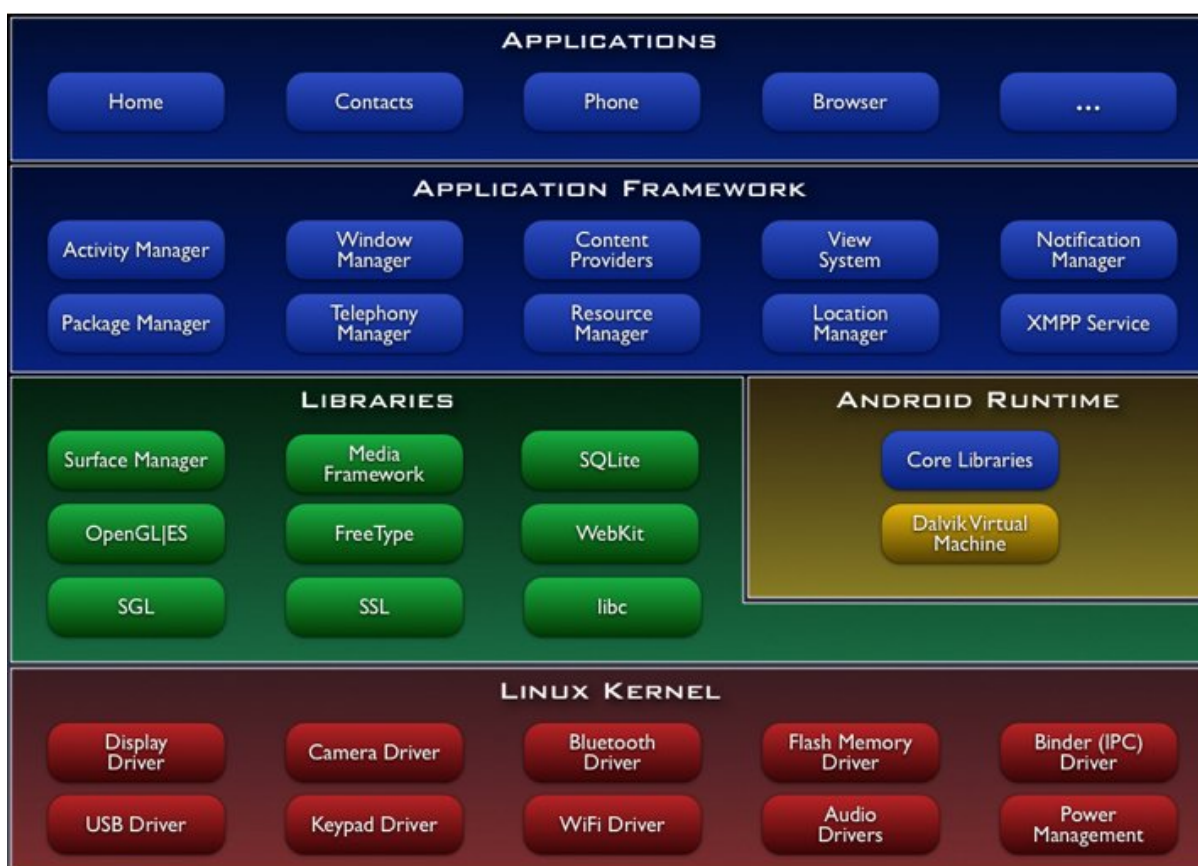 APPLICATIONS
Home
Contacts
Phone
Browser
...
APPLICATION FRAMEWORK
Activity Manager
Window
Manager
Content
Providers
View
System
Notification
Manager
Package Manager
Telephony
Manager
Resource
Manager
Location
Manager
XMPP Service
LIBRARIES
Surface Manager
Media
Framework
SQLite
OpenGL|ES
FreeType
WebKit
SGL
SSL
libc
ANDROID RUNTIME
Core Libraries
Dalvik Virtual
Machine
LINUX KERNEL
Display
Driver
Camera Driver
Bluetooth
Driver
Flash Memory
Driver
Binder (IPC)
Driver
USB Driver
Keypad Driver
WiFi Driver
Audio
Drivers
Power
Management